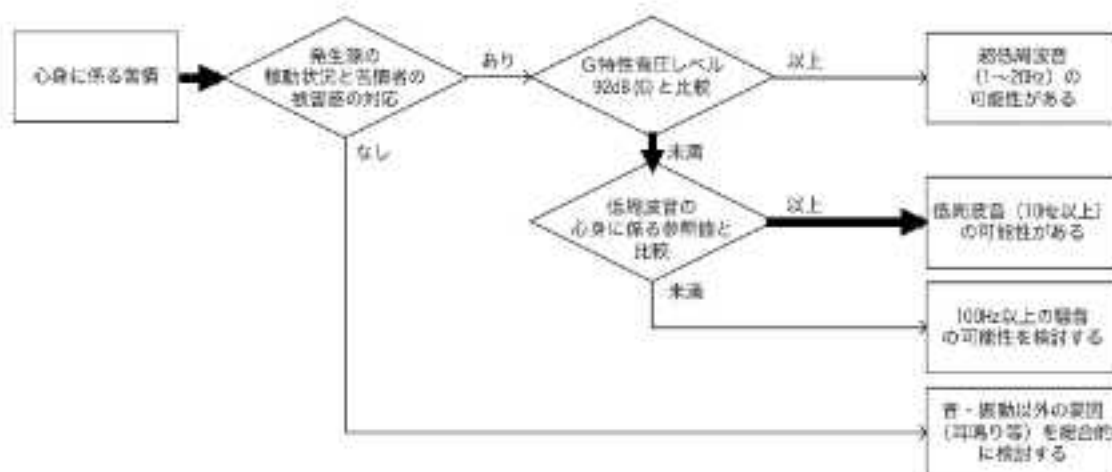 心身に係る苦情
発生源の
稼動状況と苦情者の
被害感の対応
あり
なし
G特性音圧レベル
92dB(G)と比較
以上
未満
超低周波音
(1~20Hz)の
可能性がある
低周波音の
心身に係る参照値と
比較
以上
未満
低周波音(10Hz以上)
の可能性がある
100Hz以上の騒音
の可能性を検討する
音・振動以外の要因
(耳鳴り等)を総合的
に検討する